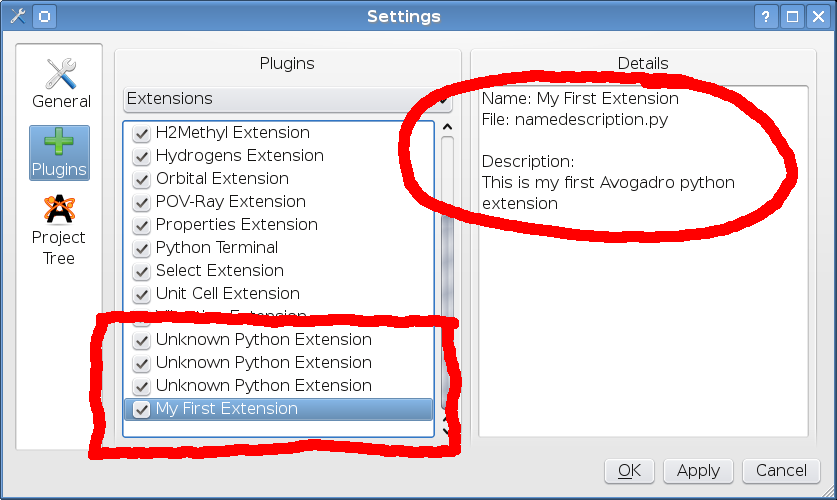 Settings
General
Plugins
Project
Tree
Plugins
Extensions
H2Methyl Extension
Hydrogens Extension
Orbital Extension
POV-Ray Extension
Properties Extension
Python Terminal
Select Extension
Unit Cell Extension
Extension
Unknown Python Extension
Unknown Python Extension
Unknown Python Extension
My First Extension
Details
Name: My First Extension
File: namedescription.py
Description:
This is my first Avogadro python
extension
OK
Apply
Cancel